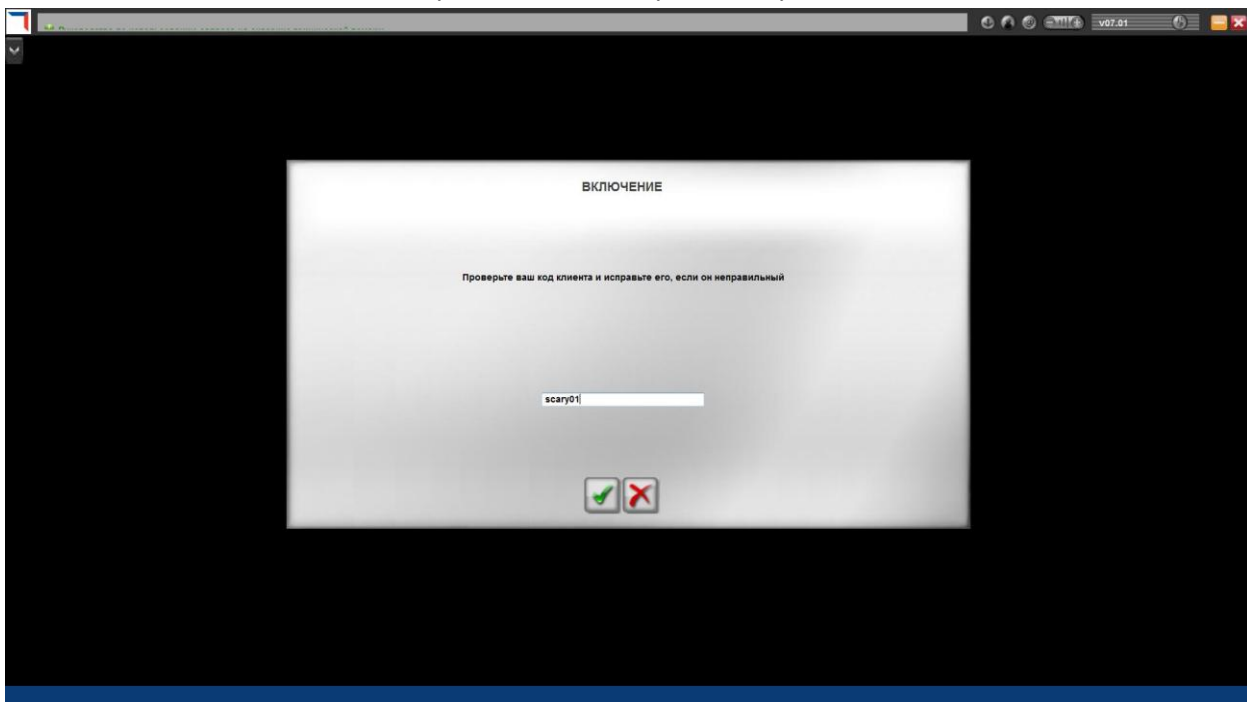 v07.01
ВКЛЮЧЕНИЕ
Проверьте ваш код клиента и исправьте его, если он неправильный
scary01